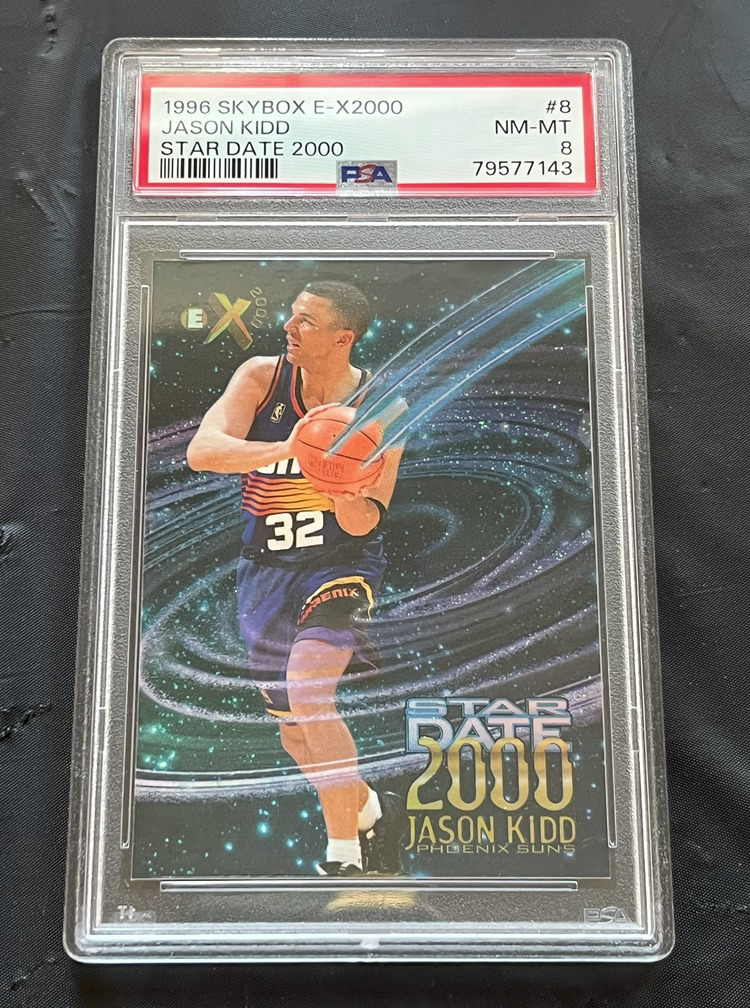 1996 SKYBOX E-X2000 #8
JASON KIDD NM-MT
STAR DATE 2000 8
PSA 79577143
EX 2000
32
PHOENIX
STAR
DATE
2000
JASON KIDD
PHOENIX SUNS
PSA